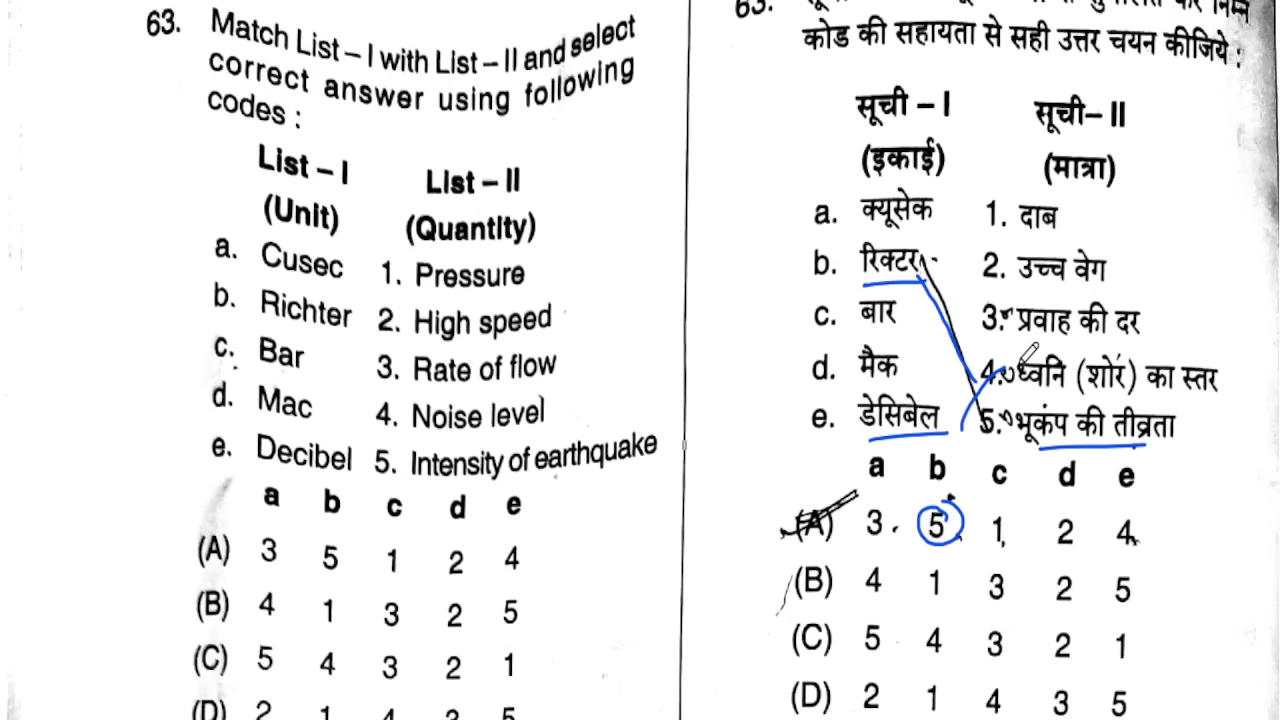 63. Match List – I with List – II and select
correct answer using following
codes :
List – I List – II
(Unit) (Quantity)
a. Cusec 1. Pressure
b. Richter 2. High speed
c. Bar 3. Rate of flow
d. Mac 4. Noise level
e. Decibel 5. Intensity of earthquake
a b c d e
(A) 3 5 1 2 4
(B) 4 1 3 2 5
(C) 5 4 3 2 1
(D) 2 1 4 3 5
63.
कोड की सहायता से सही उत्तर चयन कीजिये :
सूची – I सूची – II
(इकाई) (मात्रा)
a. क्यूसेक 1. दाब
b. रिक्टर 2. उच्च वेग
c. बार 3. प्रवाह की दर
d. मैक 4. ध्वनि (शोर) का स्तर
e. डेसिबेल 5. भूकंप की तीव्रता
a b c d e
(A) 3 5 1 2 4
(B) 4 1 3 2 5
(C) 5 4 3 2 1
(D) 2 1 4 3 5